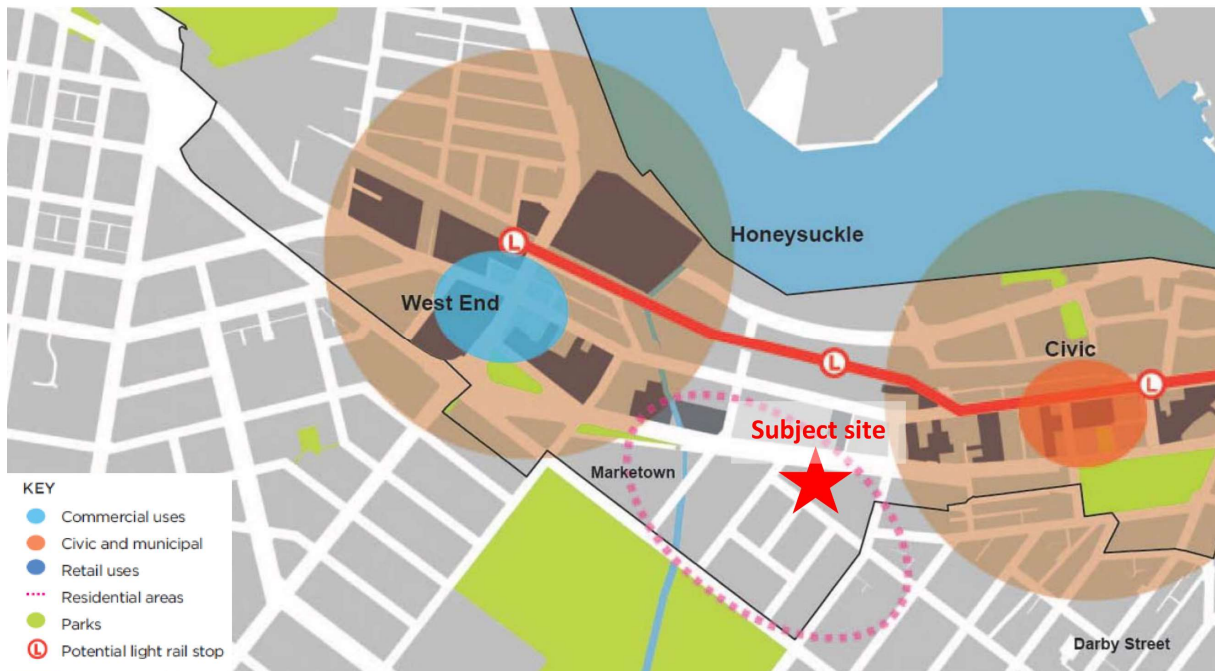 Honeysuckle
West End
Civic
Subject site
Marketown
Darby Street
L
L
L
KEY
Commercial uses
Civic and municipal
Retail uses
Residential areas
Parks
L Potential light rail stop